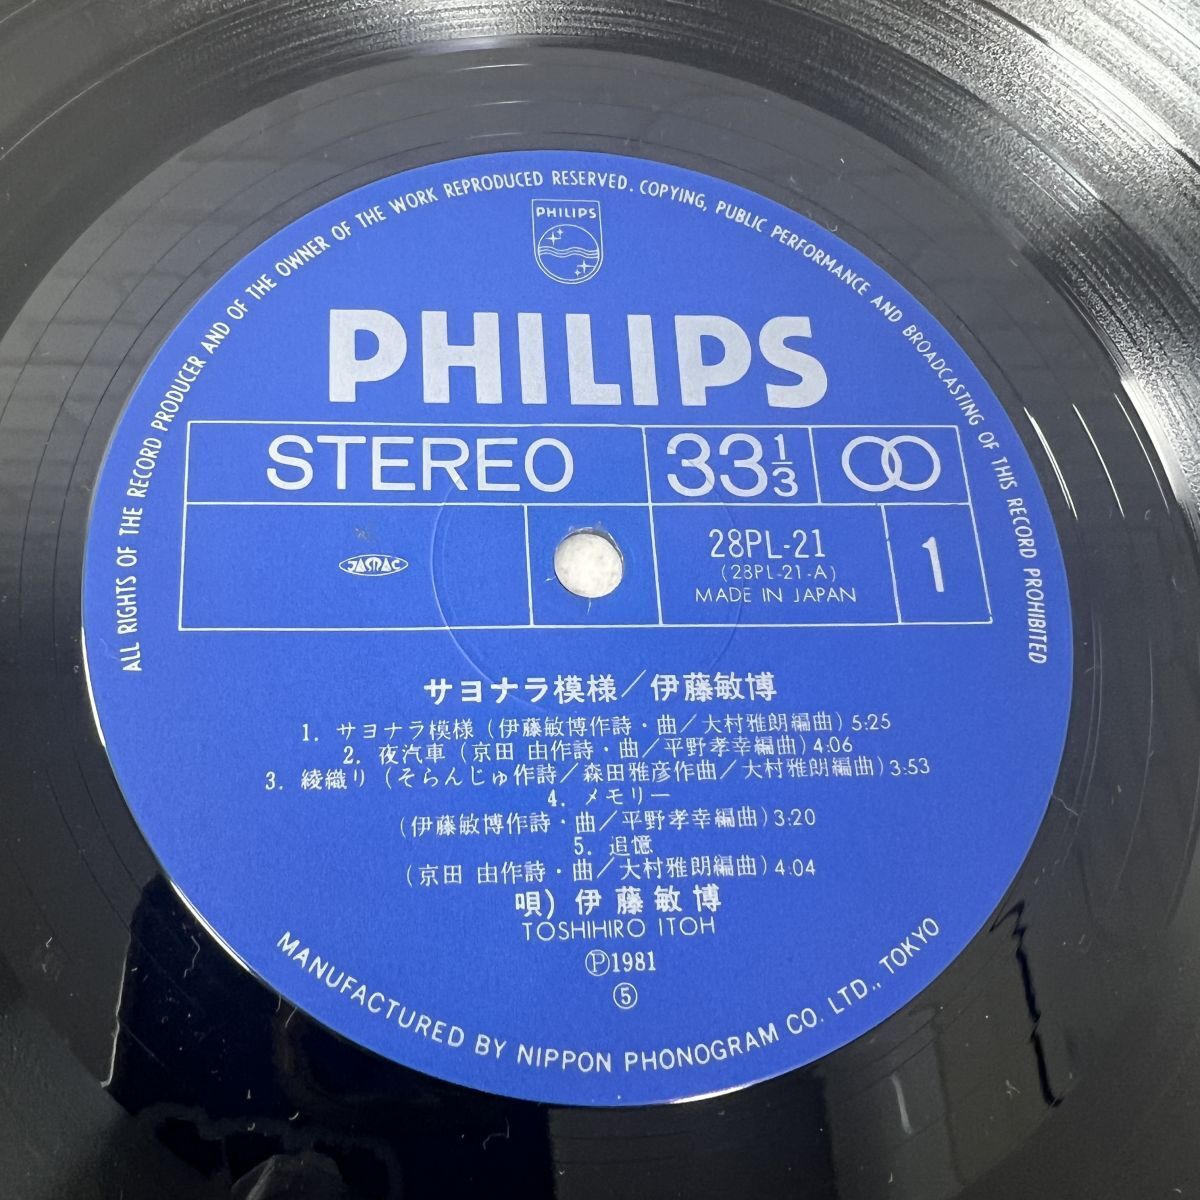 ALL RIGHTS OF THE RECORD PRODUCER AND OF THE OWNER OF THE WORK REPRODUCED RESERVED. COPYING, PUBLIC PERFORMANCE AND BROADCASTING OF THIS RECORD PROHIBITED
PHILIPS
PHILIPS
STEREO 33 1/3
JASRAC 28PL-21 1
(28PL-21-A)
MADE IN JAPAN
サヨナラ模様/伊藤敏博
1. サヨナラ模様 (伊藤敏博作詩・曲/大村雅朗編曲) 5:25
2. 夜汽車 (京田 由作詩・曲/平野孝幸編曲) 4:06
3. 綾織り (そらんじゅ作詩/森田雅彦作曲/大村雅朗編曲) 3:53
4. メモリー
(伊藤敏博作詩・曲/平野孝幸編曲) 3:20
5. 追憶
(京田 由作詩・曲/大村雅朗編曲) 4:04
唄) 伊藤敏博
TOSHIHIRO ITOH
Ⓟ1981
⑤
MANUFACTURED BY NIPPON PHONOGRAM CO. LTD., TOKYO